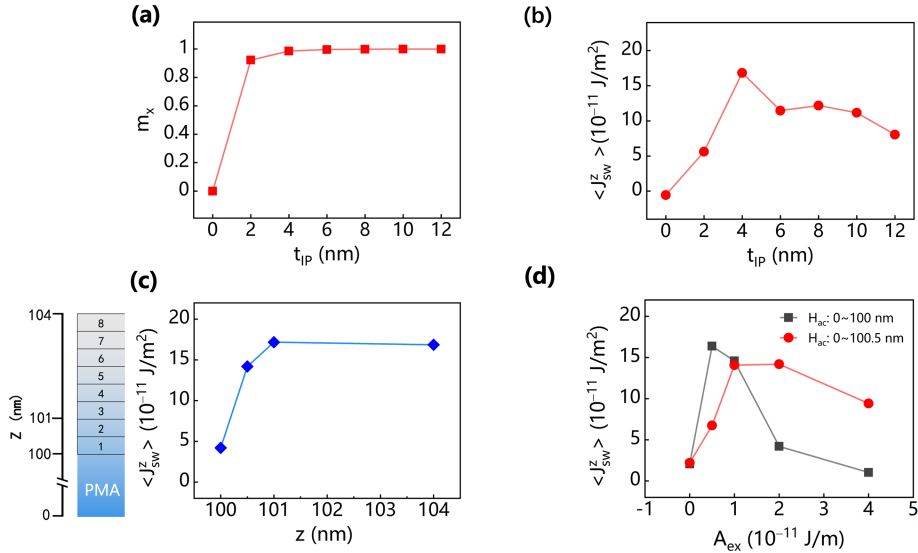 (a)
1
0.8
0.6
0.4
0.2
0
m_x
0 2 4 6 8 10 12
t_IP (nm)
(b)
20
15
10
5
0
<J^z_sw> (10^−11 J/m^2)
0 2 4 6 8 10 12
t_IP (nm)
104
101
100
0
Z (nm)
8
7
6
5
4
3
2
1
PMA
(c)
20
15
10
5
0
<J^z_sw> (10^−11 J/m^2)
100 101 102 103 104
z (nm)
(d)
20
15
10
5
0
<J^z_sw> (10^−11 J/m^2)
H_ac: 0~100 nm
H_ac: 0~100.5 nm
-1 0 1 2 3 4 5
A_ex (10^−11 J/m)